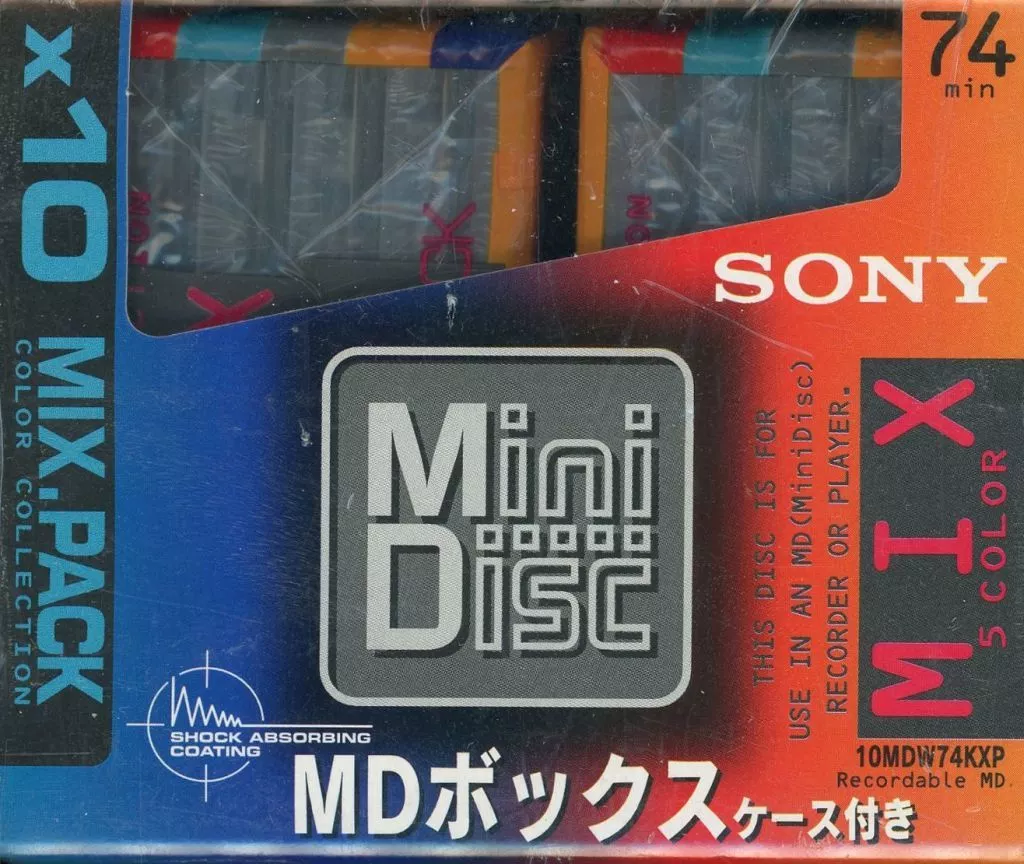 x10 MIX.PACK
COLOR COLLECTION
74
min
SONY
Mini
Disc
THIS DISC IS FOR
USE IN AN MD(MiniDisc)
RECORDER OR PLAYER.
MIX
5 COLOR
SHOCK ABSORBING
COATING
10MDW74KXP
Recordable MD.
MDボックスケース付き